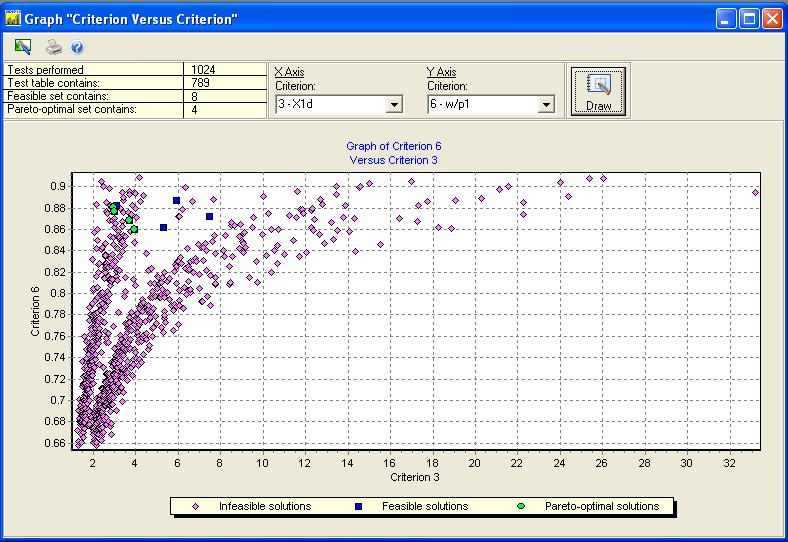 Graph "Criterion Versus Criterion"
Tests performed 1024
Test table contains: 789
Feasible set contains: 8
Pareto-optimal set contains: 4
X Axis
Criterion:
3 - X1d
Y Axis
Criterion:
6 - w/p1
Draw
Graph of Criterion 6
Versus Criterion 3
Criterion 6
0.9
0.88
0.86
0.84
0.82
0.8
0.78
0.76
0.74
0.72
0.7
0.68
0.66
2 4 6 8 10 12 14 16 18 20 22 24 26 28 30 32
Criterion 3
Infeasible solutions Feasible solutions Pareto-optimal solutions